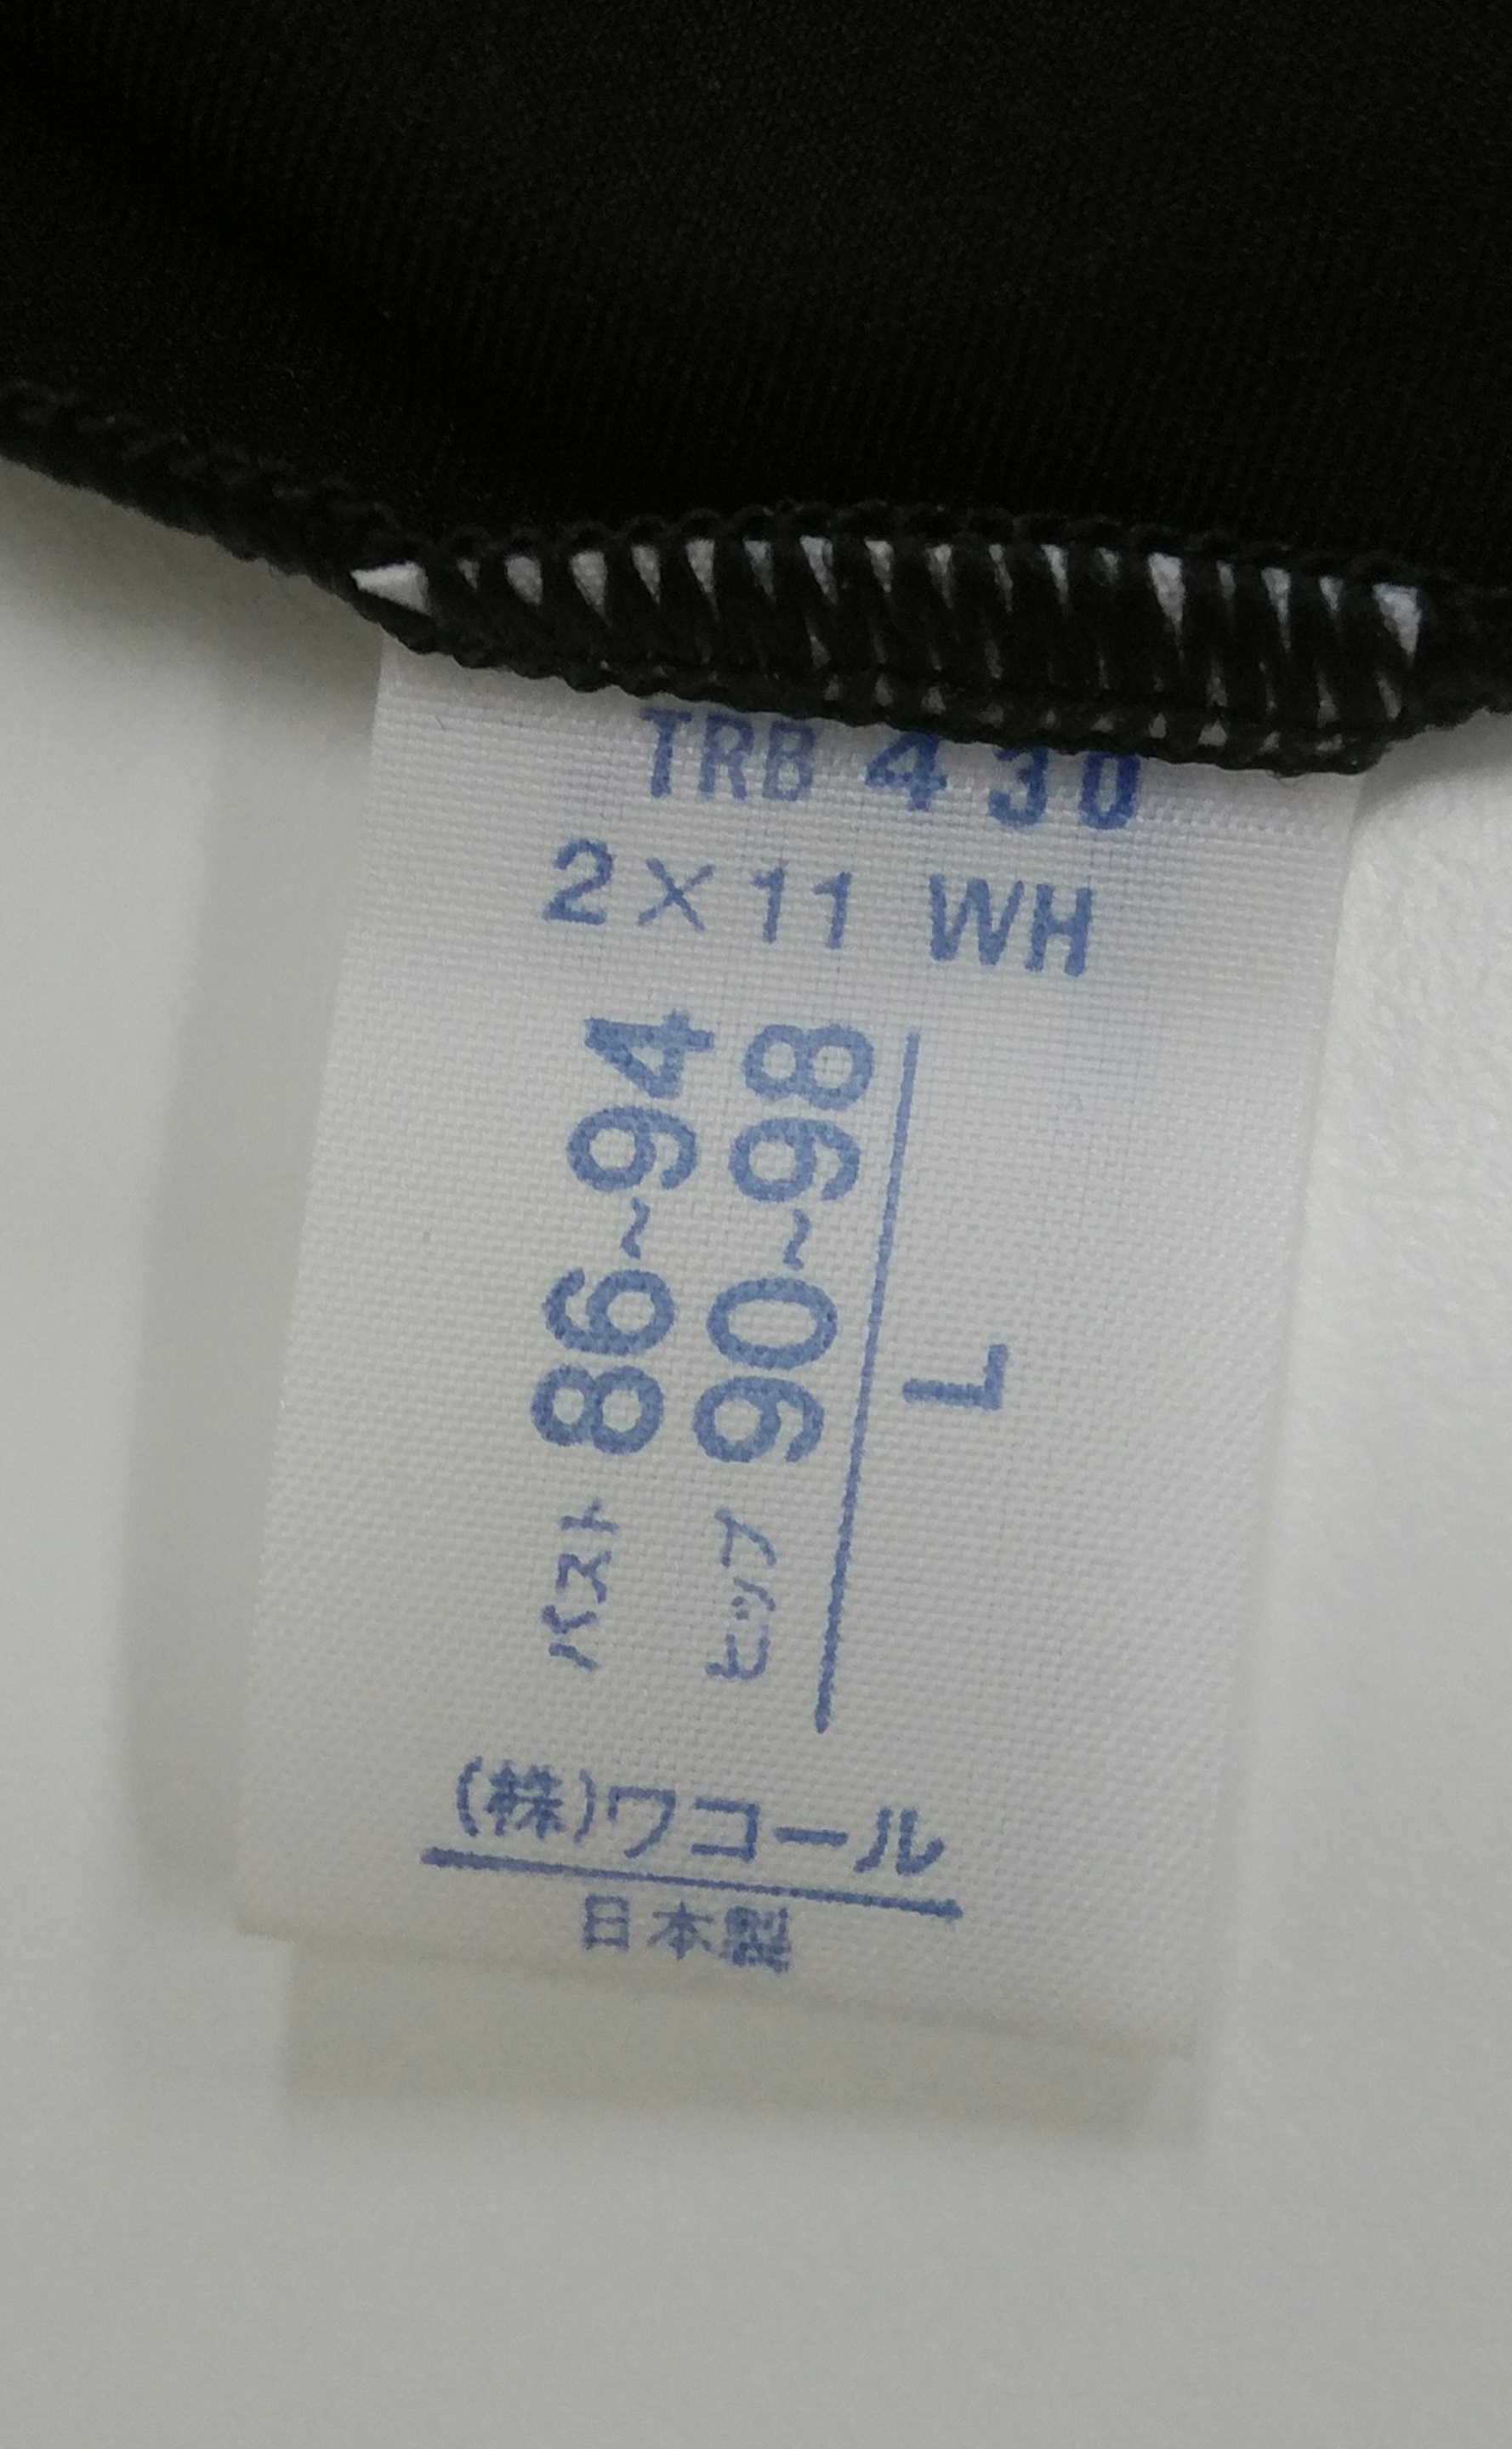 TRB 430
2×11 WH
バスト 86~94
ヒップ 90~98
L
(株)ワコール
日本製